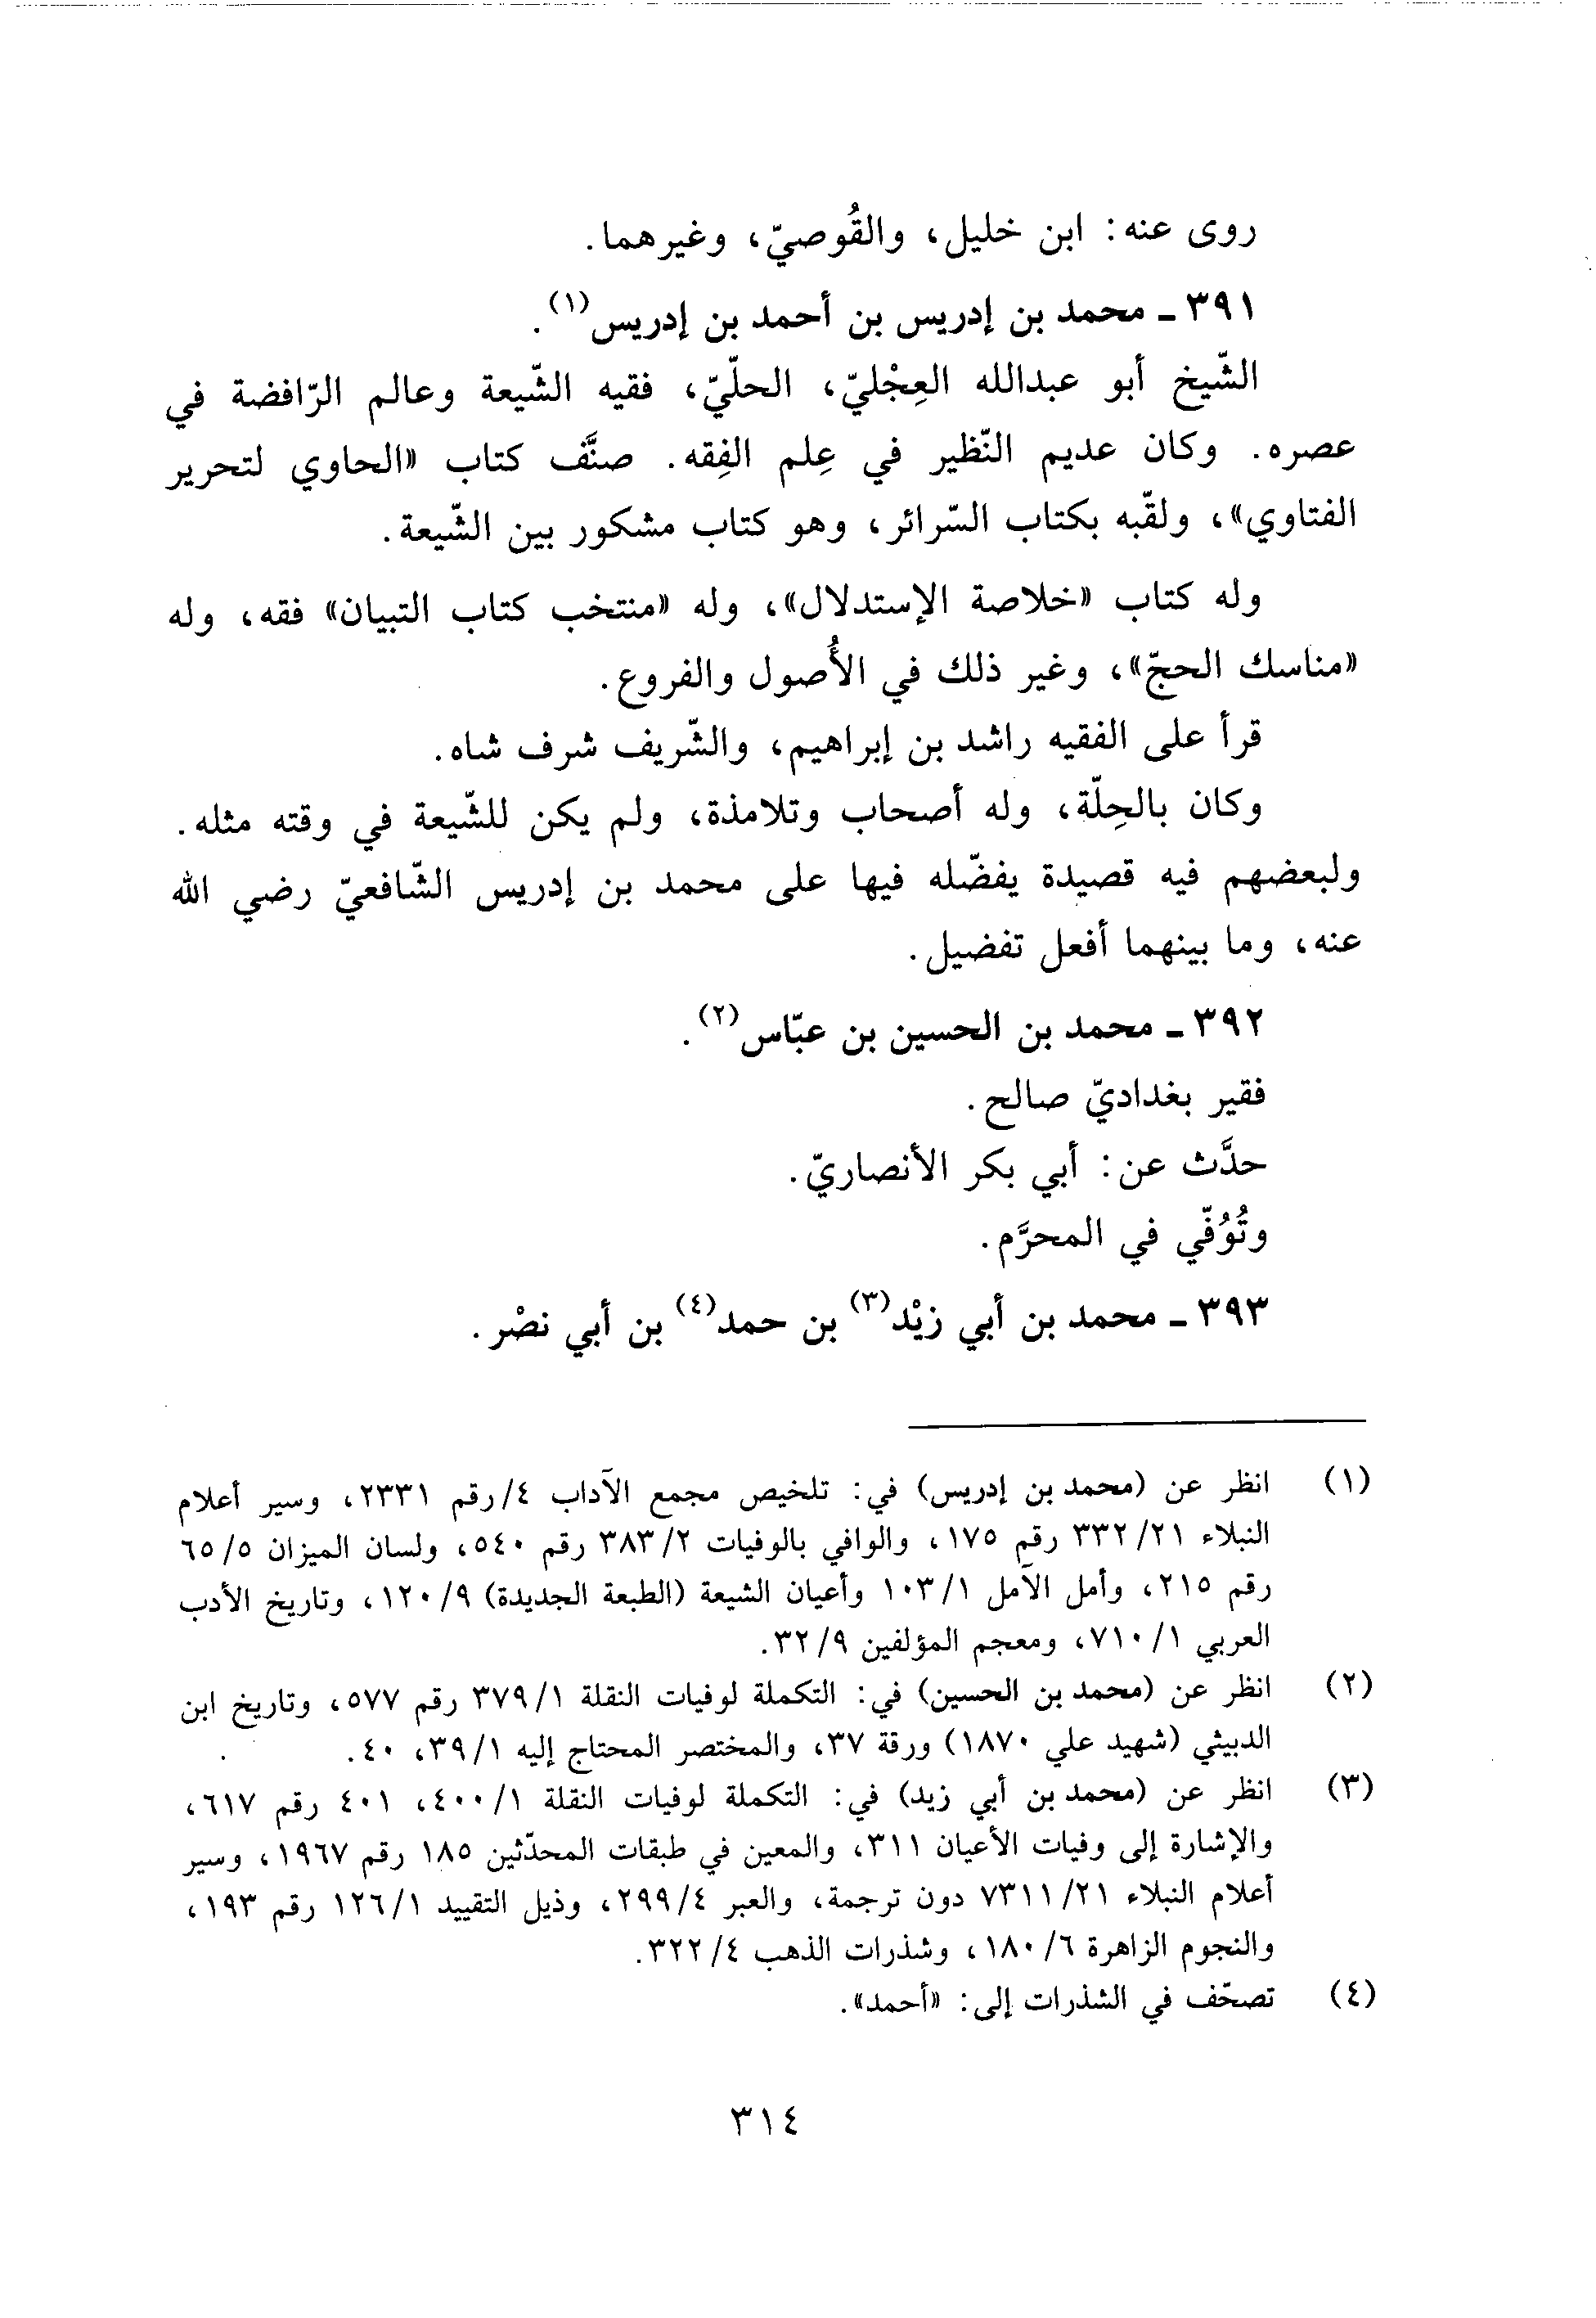 روى عنه: ابن خليل، والقُوصيّ، وغيرهما.
٣٩١ ـ محمد بن إدريس بن أحمد بن إدريس(١).
الشّيخ أبو عبدالله العِجْليّ، الحلّيّ، فقيه الشّيعة وعالم الرّافضة في
عصره. وكان عديم النّظير في عِلم الفِقه. صنَّف كتاب «الحاوي لتحرير
الفتاوي»، ولقّبه بكتاب السّرائر، وهو كتاب مشكور بين الشّيعة.
وله كتاب «خلاصة الإستدلال»، وله «منتخب كتاب التبيان» فقه، وله
«مناسك الحجّ»، وغير ذلك في الأُصول والفروع.
قرأ على الفقيه راشد بن إبراهيم، والشّريف شرف شاه.
وكان بالحِلّة، وله أصحاب وتلامذة، ولم يكن للشّيعة في وقته مثله.
ولبعضهم فيه قصيدة يفضّله فيها على محمد بن إدريس الشّافعيّ رضي الله
عنه، وما بينهما أفعل تفضيل.
٣٩٢ ـ محمد بن الحسين بن عبّاس(٢).
فقير بغداديّ صالح.
حدَّث عن: أبي بكر الأنصاريّ.
وتُوُفّي في المحرَّم.
٣٩٣ ـ محمد بن أبي زيْد(٣) بن حمد(٤) بن أبي نصْر.
(١) انظر عن (محمد بن إدريس) في: تلخيص مجمع الآداب ٤/رقم ٢٣٣١، وسير أعلام
النبلاء ٣٣٢/٢١ رقم ١٧٥، والوافي بالوفيات ٣٨٣/٢ رقم ٥٤٠، ولسان الميزان ٦٥/٥
رقم ٢١٥، وأمل الآمل ١٠٣/١ وأعيان الشيعة (الطبعة الجديدة) ١٢٠/٩، وتاريخ الأدب
العربي ٧١٠/١، ومعجم المؤلفين ٣٢/٩.
(٢) انظر عن (محمد بن الحسين) في: التكملة لوفيات النقلة ٣٧٩/١ رقم ٥٧٧، وتاريخ ابن
الدبيثي (شهيد علي ١٨٧٠) ورقة ٣٧، والمختصر المحتاج إليه ٣٩/١، ٤٠.
(٣) انظر عن (محمد بن أبي زيد) في: التكملة لوفيات النقلة ٤٠٠/١، ٤٠١ رقم ٦١٧،
والإشارة إلى وفيات الأعيان ٣١١، والمعين في طبقات المحدّثين ١٨٥ رقم ١٩٦٧، وسير
أعلام النبلاء ٧٣١١/٢١ دون ترجمة، والعبر ٢٩٩/٤، وذيل التقييد ١٢٦/١ رقم ١٩٣،
والنجوم الزاهرة ١٨٠/٦، وشذرات الذهب ٣٢٢/٤.
(٤) تصحّف في الشذرات إلى: «أحمد».
٣١٤